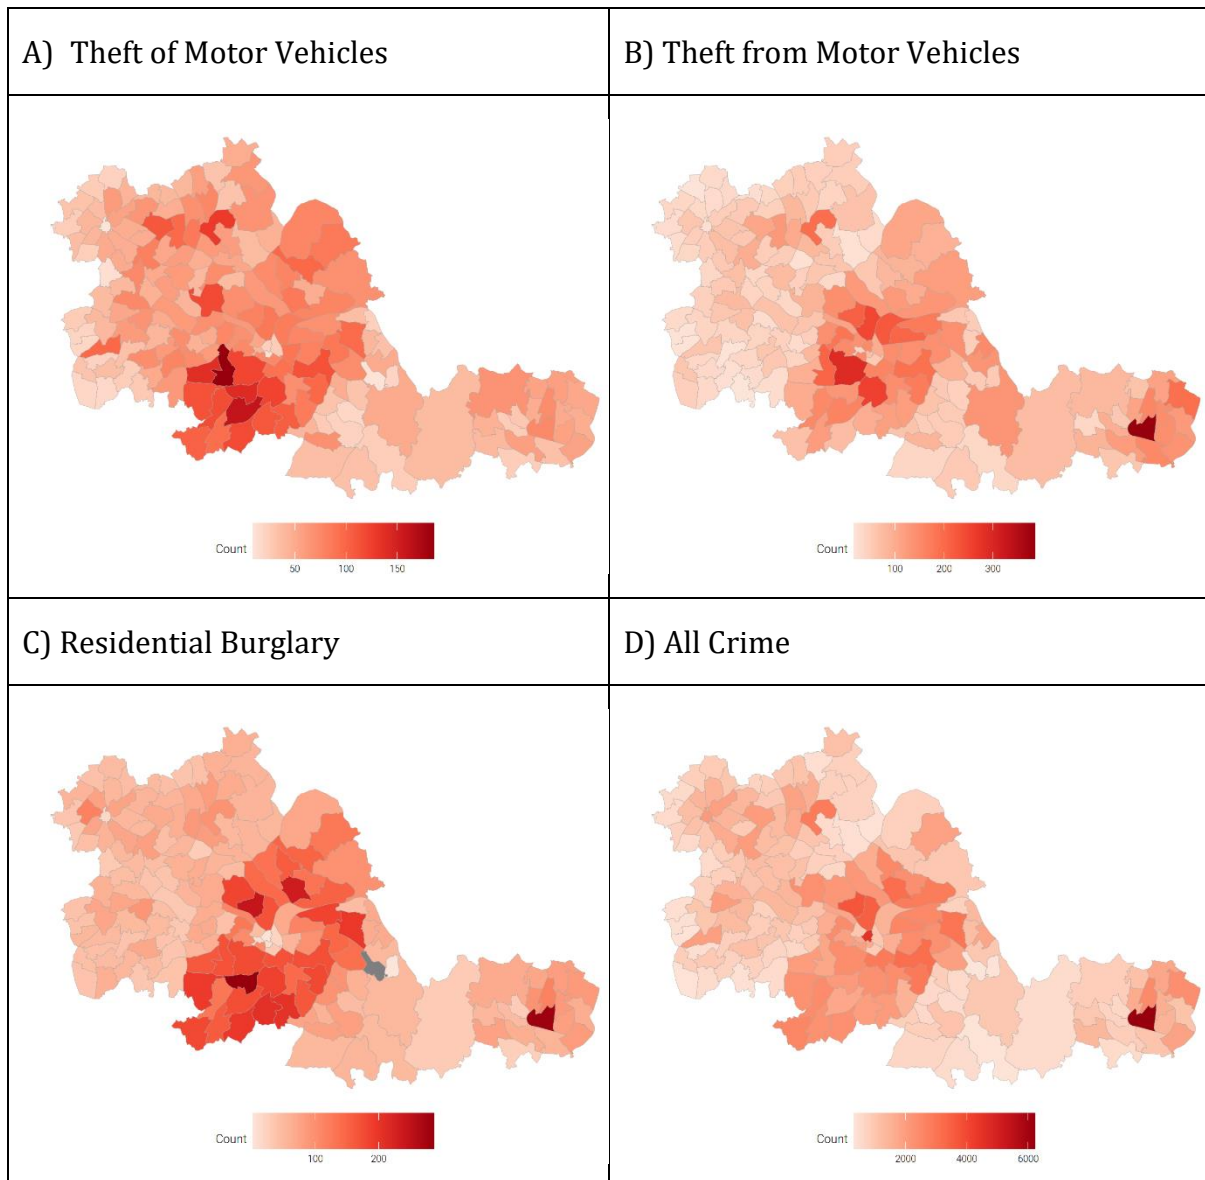 A) Theft of Motor Vehicles
B) Theft from Motor Vehicles
Count
50 100 150
Count
100 200 300
C) Residential Burglary
D) All Crime
Count
100 200
Count
2000 4000 6000